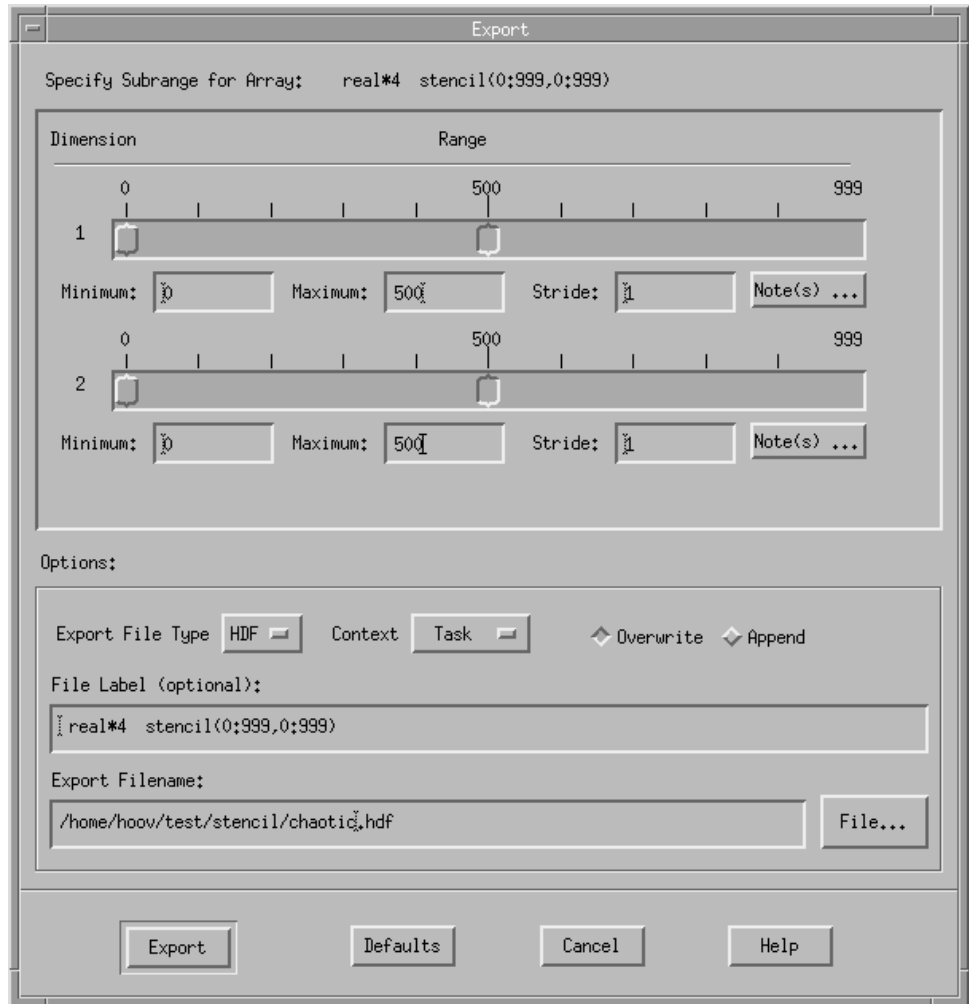 Export
Specify Subrange for Array: real*4 stencil(0:999,0:999)
Dimension Range
0 500 999
1
Minimum: 0 Maximum: 500 Stride: 1 Note(s) ...
0 500 999
2
Minimum: 0 Maximum: 500 Stride: 1 Note(s) ...
Options:
Export File Type HDF Context Task Overwrite Append
File Label (optional):
real*4 stencil(0:999,0:999)
Export Filename:
/home/hoov/test/stencil/chaotic.hdf File...
Export Defaults Cancel Help